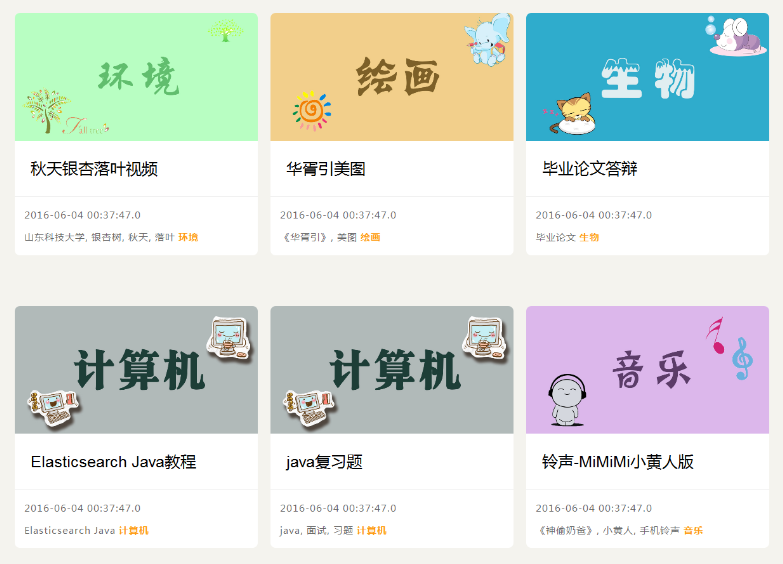 环境
绘画
生物
秋天银杏落叶视频
华胥引美图
毕业论文答辩
2016-06-04 00:37:47.0
2016-06-04 00:37:47.0
2016-06-04 00:37:47.0
山东科技大学, 银杏树, 秋天, 落叶 环境
《华胥引》, 美图 绘画
毕业论文 生物
计算机
计算机
音乐
Elasticsearch Java教程
java复习题
铃声-MiMiMi小黄人版
2016-06-04 00:37:47.0
2016-06-04 00:37:47.0
2016-06-04 00:37:47.0
Elasticsearch Java 计算机
java, 面试, 习题 计算机
《神偷奶爸》, 小黄人, 手机铃声 音乐